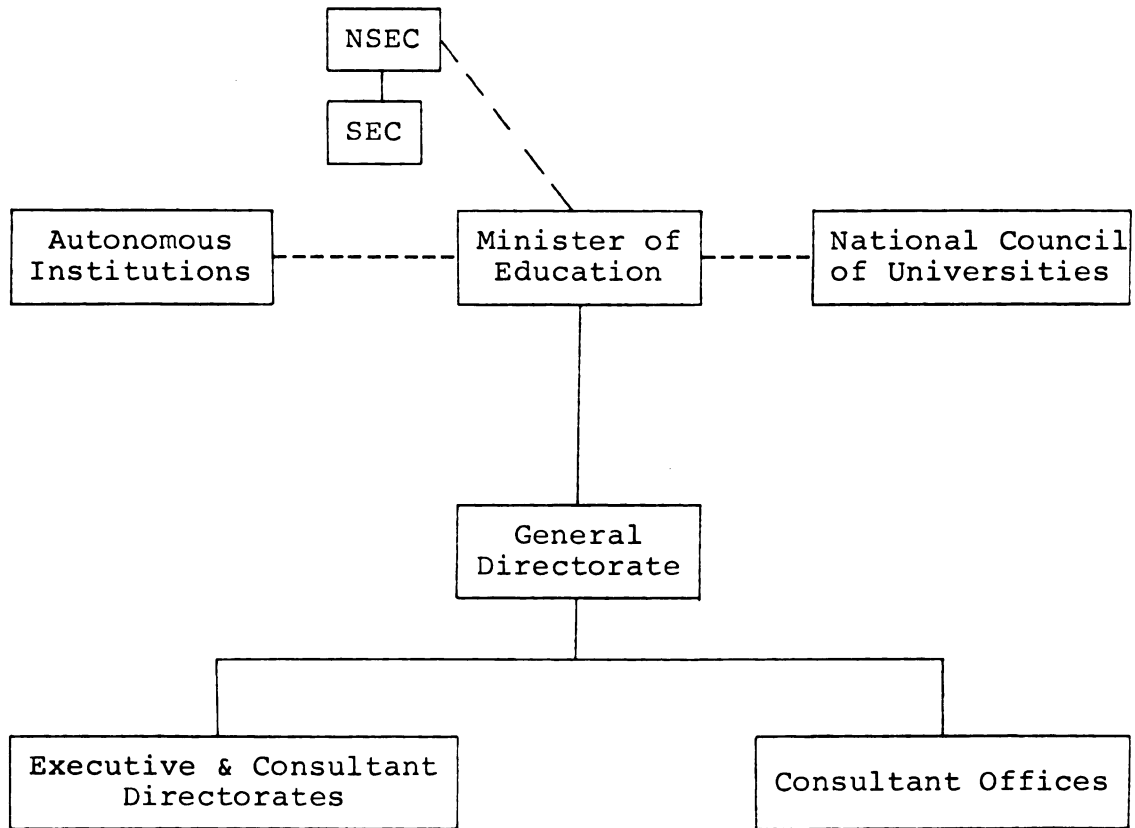 NSEC
SEC
Autonomous
Institutions
Minister of
Education
National Council
of Universities
General
Directorate
Executive & Consultant
Directorates
Consultant Offices